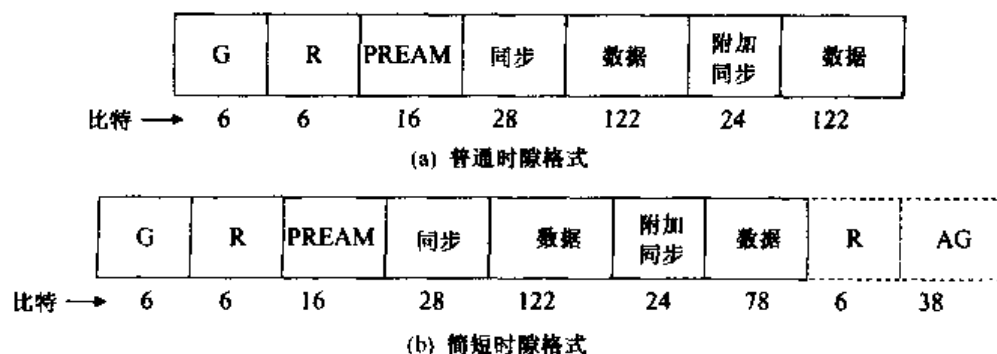 G R PREAM 同步 数据 附加同步 数据
比特 → 6 6 16 28 122 24 122
(a) 普通时隙格式
G R PREAM 同步 数据 附加同步 数据 R AG
比特 → 6 6 16 28 122 24 78 6 38
(b) 简短时隙格式